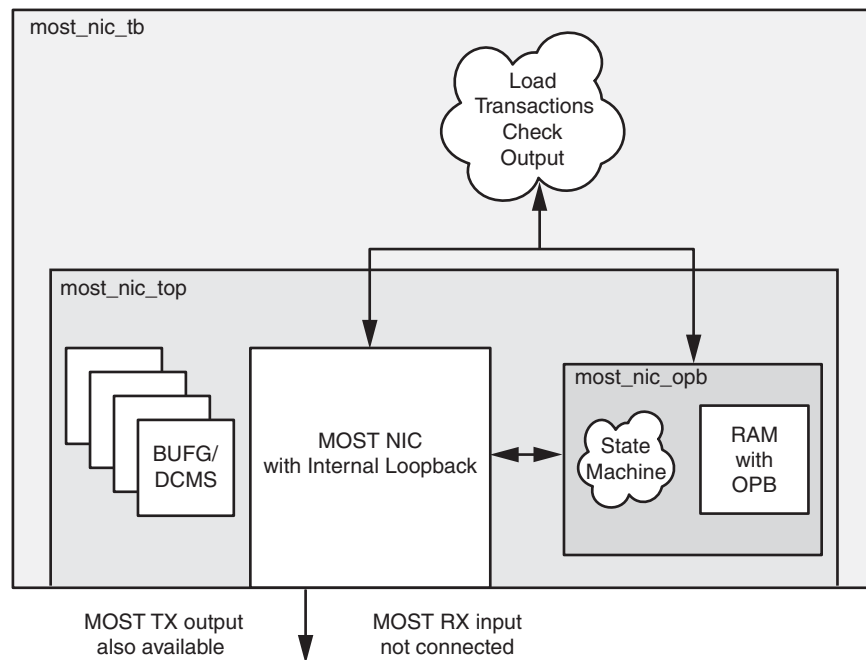 most_nic_tb
Load
Transactions
Check
Output
most_nic_top
most_nic_opb
BUFG/
DCMS
MOST NIC
with Internal Loopback
State
Machine
RAM
with
OPB
MOST TX output
also available
MOST RX input
not connected